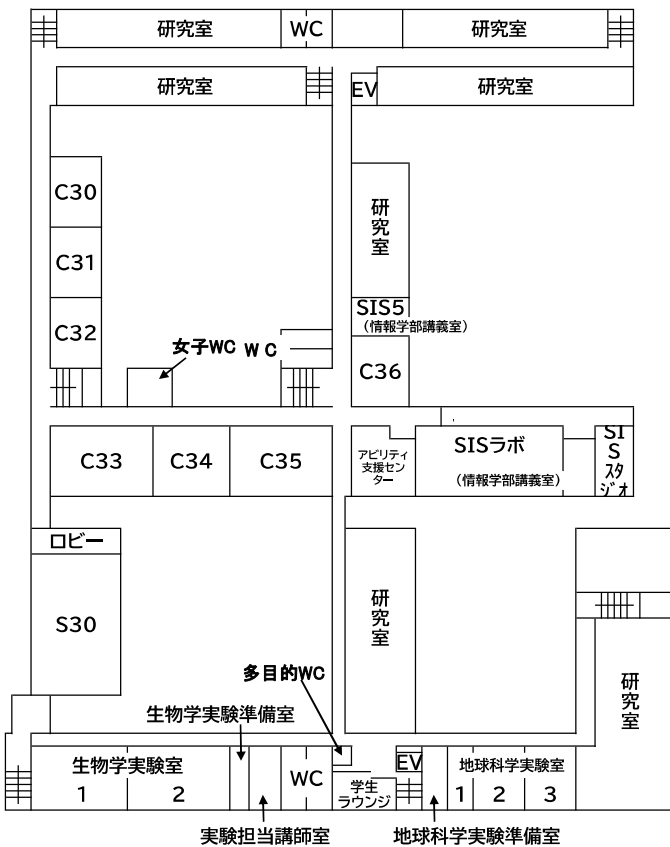 研究室
WC
研究室
研究室
EV
研究室
C30
C31
C32
研究室
SIS5
(情報学部講義室)
C36
女子WC
WC
C33
C34
C35
アビリティ
支援セン
ター
SISラボ
(情報学部講義室)
SI
S
スタ
ジオ
ロビー
S30
研究室
研究室
多目的WC
生物学実験準備室
生物学実験室
1
2
WC
学生
ラウンジ
EV
地球科学実験室
1
2
3
実験担当講師室
地球科学実験準備室